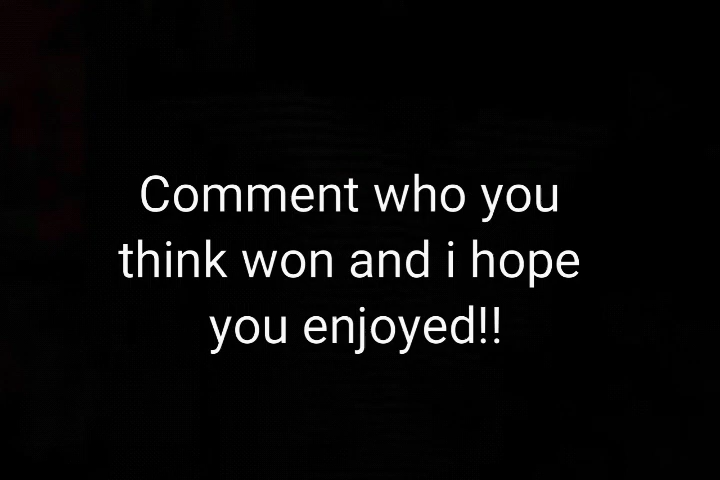 Comment who you
think won and i hope
you enjoyed!!